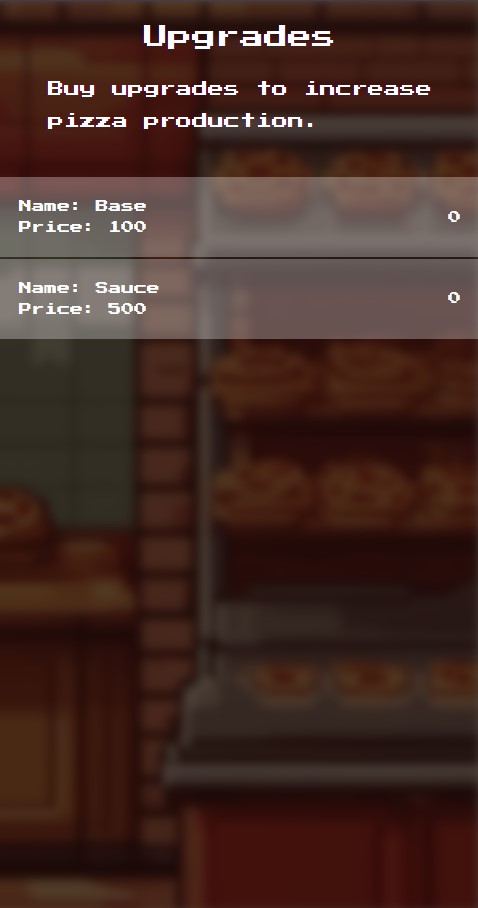 Upgrades
Buy upgrades to increase
pizza production.
Name: Base
Price: 100
0
Name: Sauce
Price: 500
0